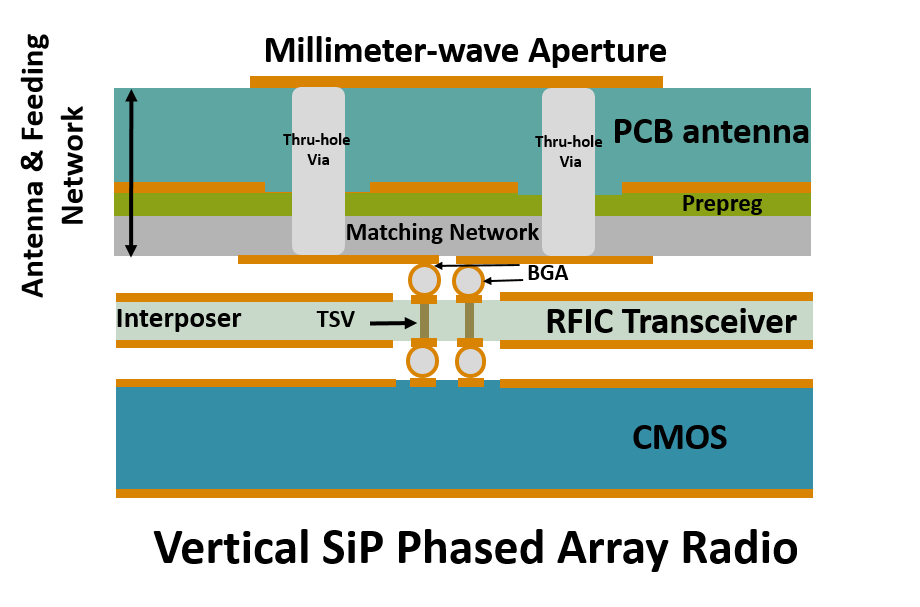 Millimeter-wave Aperture
Antenna & Feeding
Network
Thru-hole
Via
Thru-hole
Via
PCB antenna
Prepreg
Matching Network
BGA
Interposer
TSV
RFIC Transceiver
CMOS
Vertical SiP Phased Array Radio